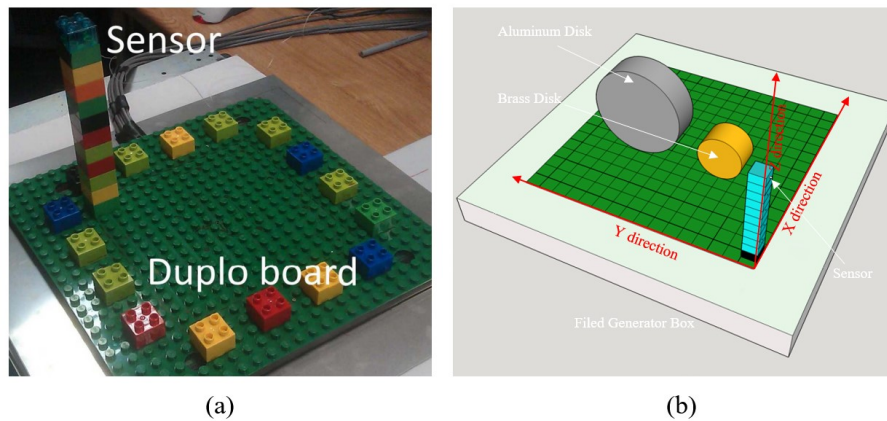 Sensor
Duplo board
(a)
Aluminum Disk
Brass Disk
Z direction
X direction
Y direction
Sensor
Filed Generator Box
(b)